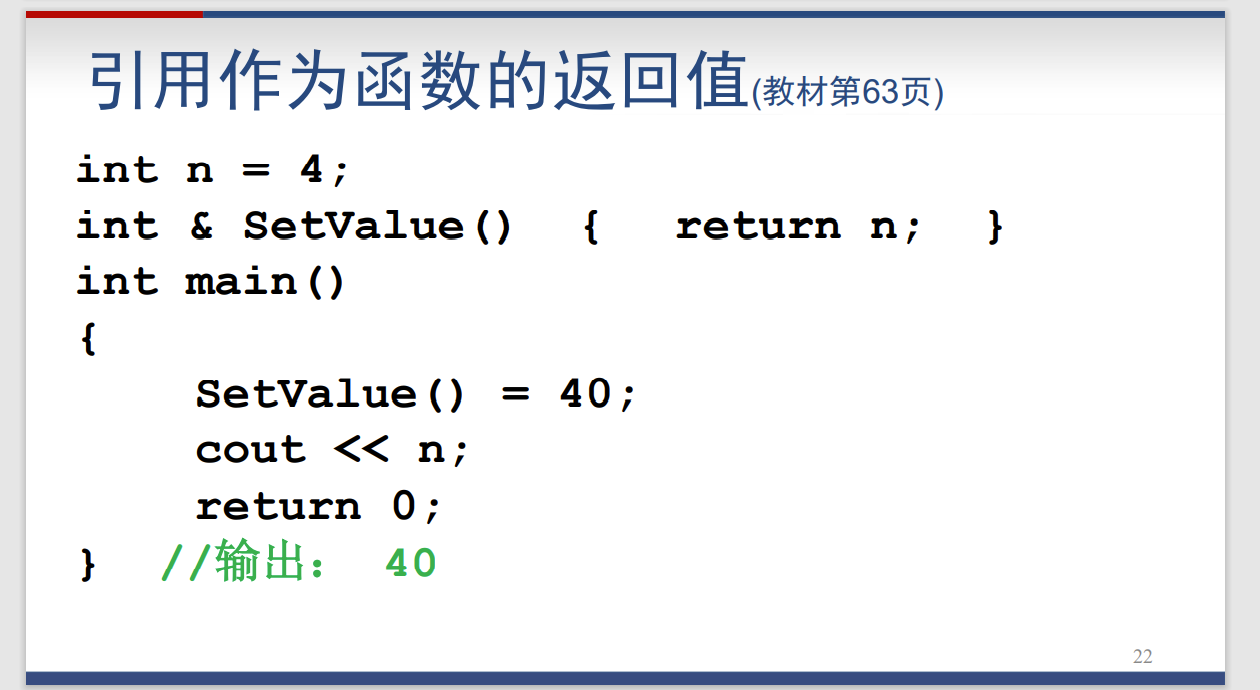 引用作为函数的返回值(教材第63页)
int n = 4;
int & SetValue() { return n; }
int main()
{
SetValue() = 40;
cout << n;
return 0;
} //输出： 40
22